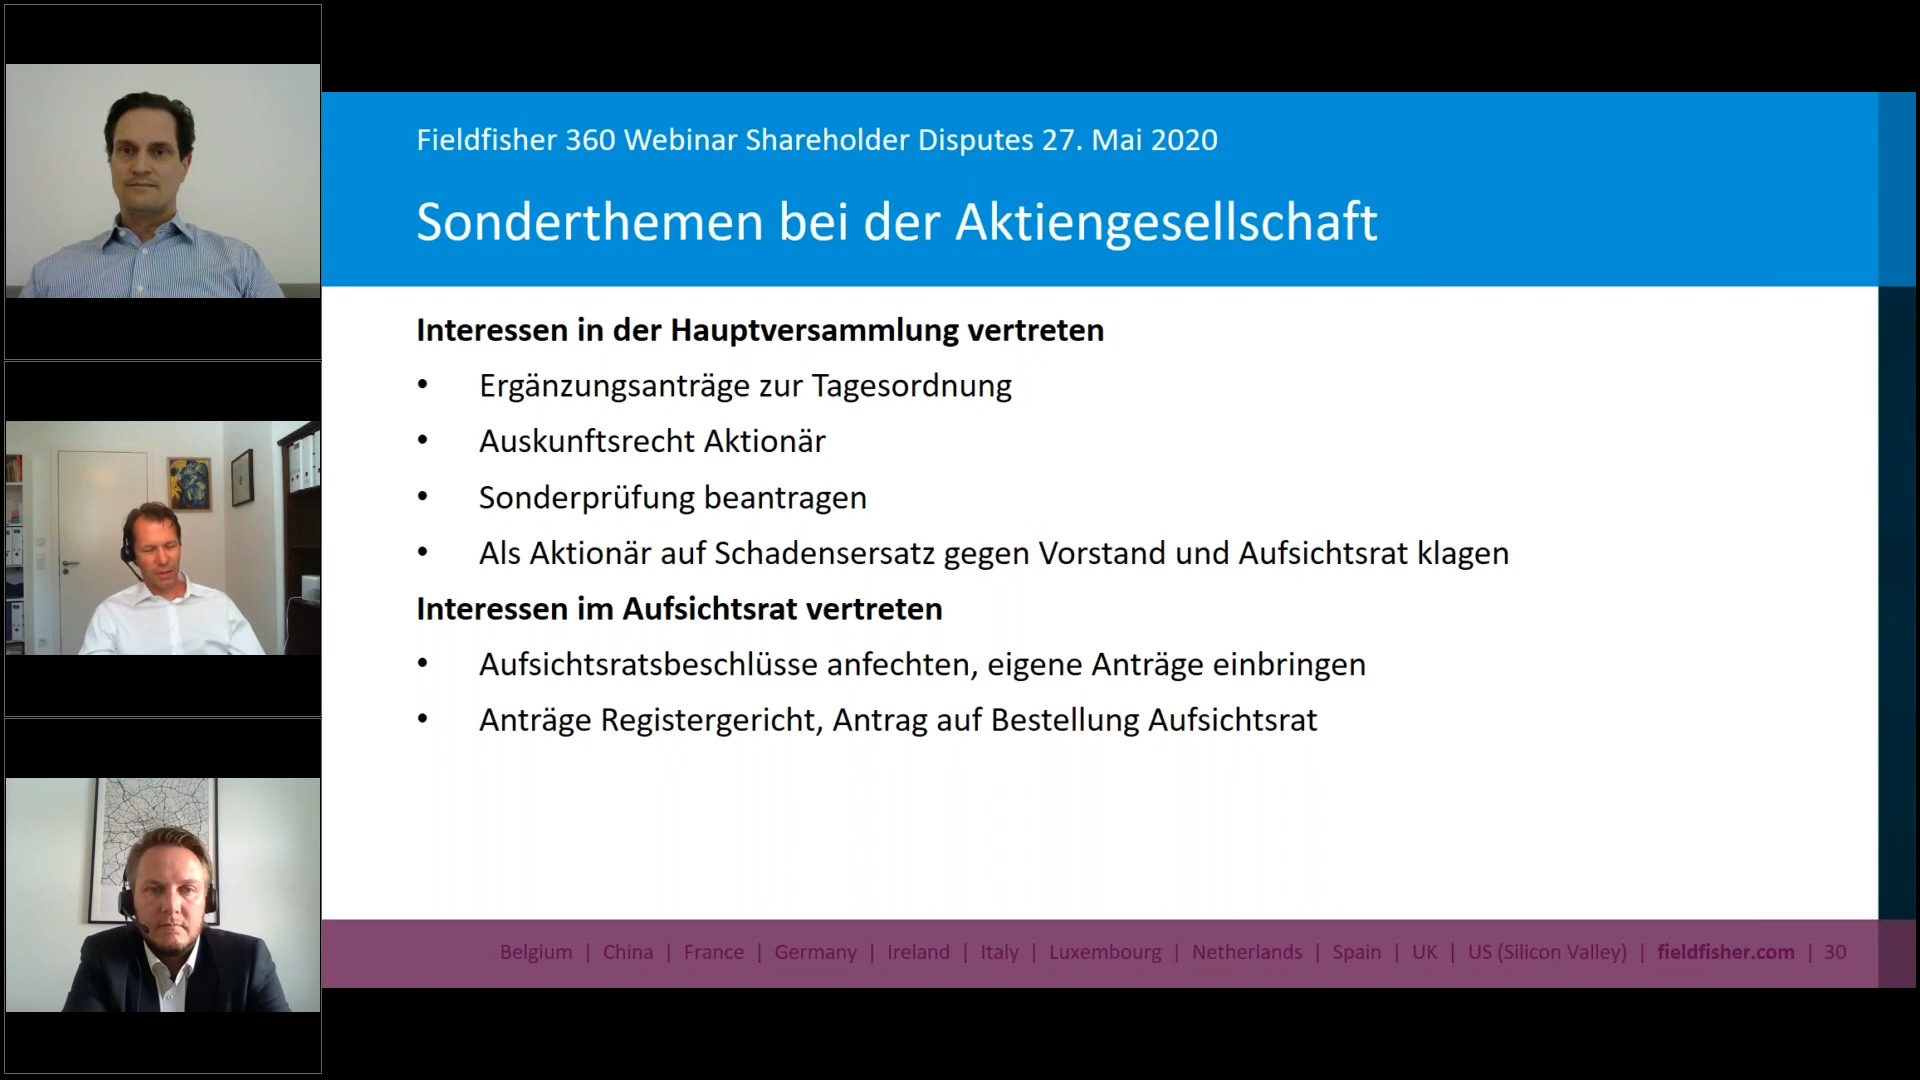 Fieldfisher 360 Webinar Shareholder Disputes 27. Mai 2020
Sonderthemen bei der Aktiengesellschaft
Interessen in der Hauptversammlung vertreten
• Ergänzungsanträge zur Tagesordnung
• Auskunftsrecht Aktionär
• Sonderprüfung beantragen
• Als Aktionär auf Schadensersatz gegen Vorstand und Aufsichtsrat klagen
Interessen im Aufsichtsrat vertreten
• Aufsichtsratsbeschlüsse anfechten, eigene Anträge einbringen
• Anträge Registergericht, Antrag auf Bestellung Aufsichtsrat
Belgium | China | France | Germany | Ireland | Italy | Luxembourg | Netherlands | Spain | UK | US (Silicon Valley) | fieldfisher.com | 30